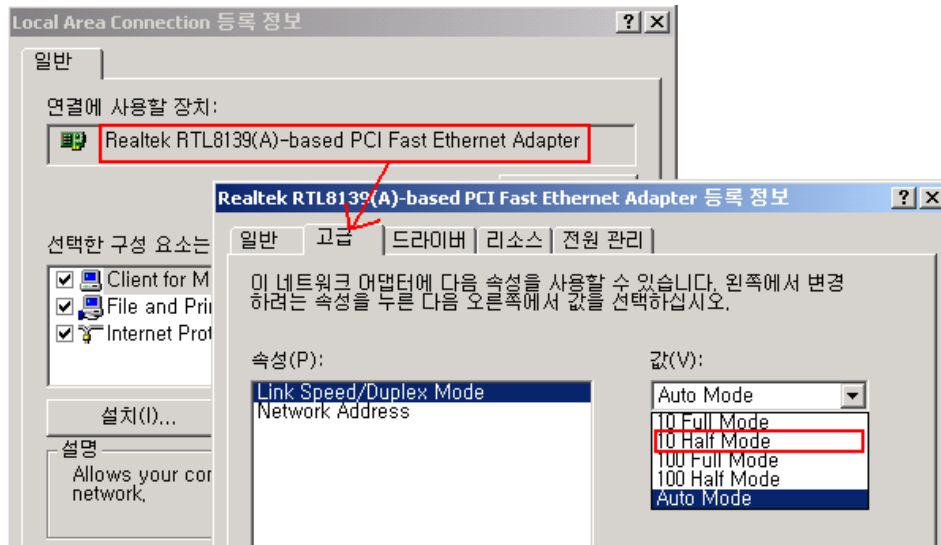 Local Area Connection 등록 정보
일반
연결에 사용할 장치:
Realtek RTL8139(A)-based PCI Fast Ethernet Adapter
선택한 구성 요소는
Client for M
File and Pri
Internet Prot
설치(I)...
설명
Allows your cor
network,
Realtek RTL8139(A)-based PCI Fast Ethernet Adapter 등록 정보
일반 고급 드라이버 리소스 전원 관리
이 네트워크 어댑터에 다음 속성을 사용할 수 있습니다. 왼쪽에서 변경
하려는 속성을 누른 다음 오른쪽에서 값을 선택하십시오.
속성(P):
Link Speed/Duplex Mode
Network Address
값(V):
Auto Mode
10 Full Mode
10 Half Mode
100 Full Mode
100 Half Mode
Auto Mode